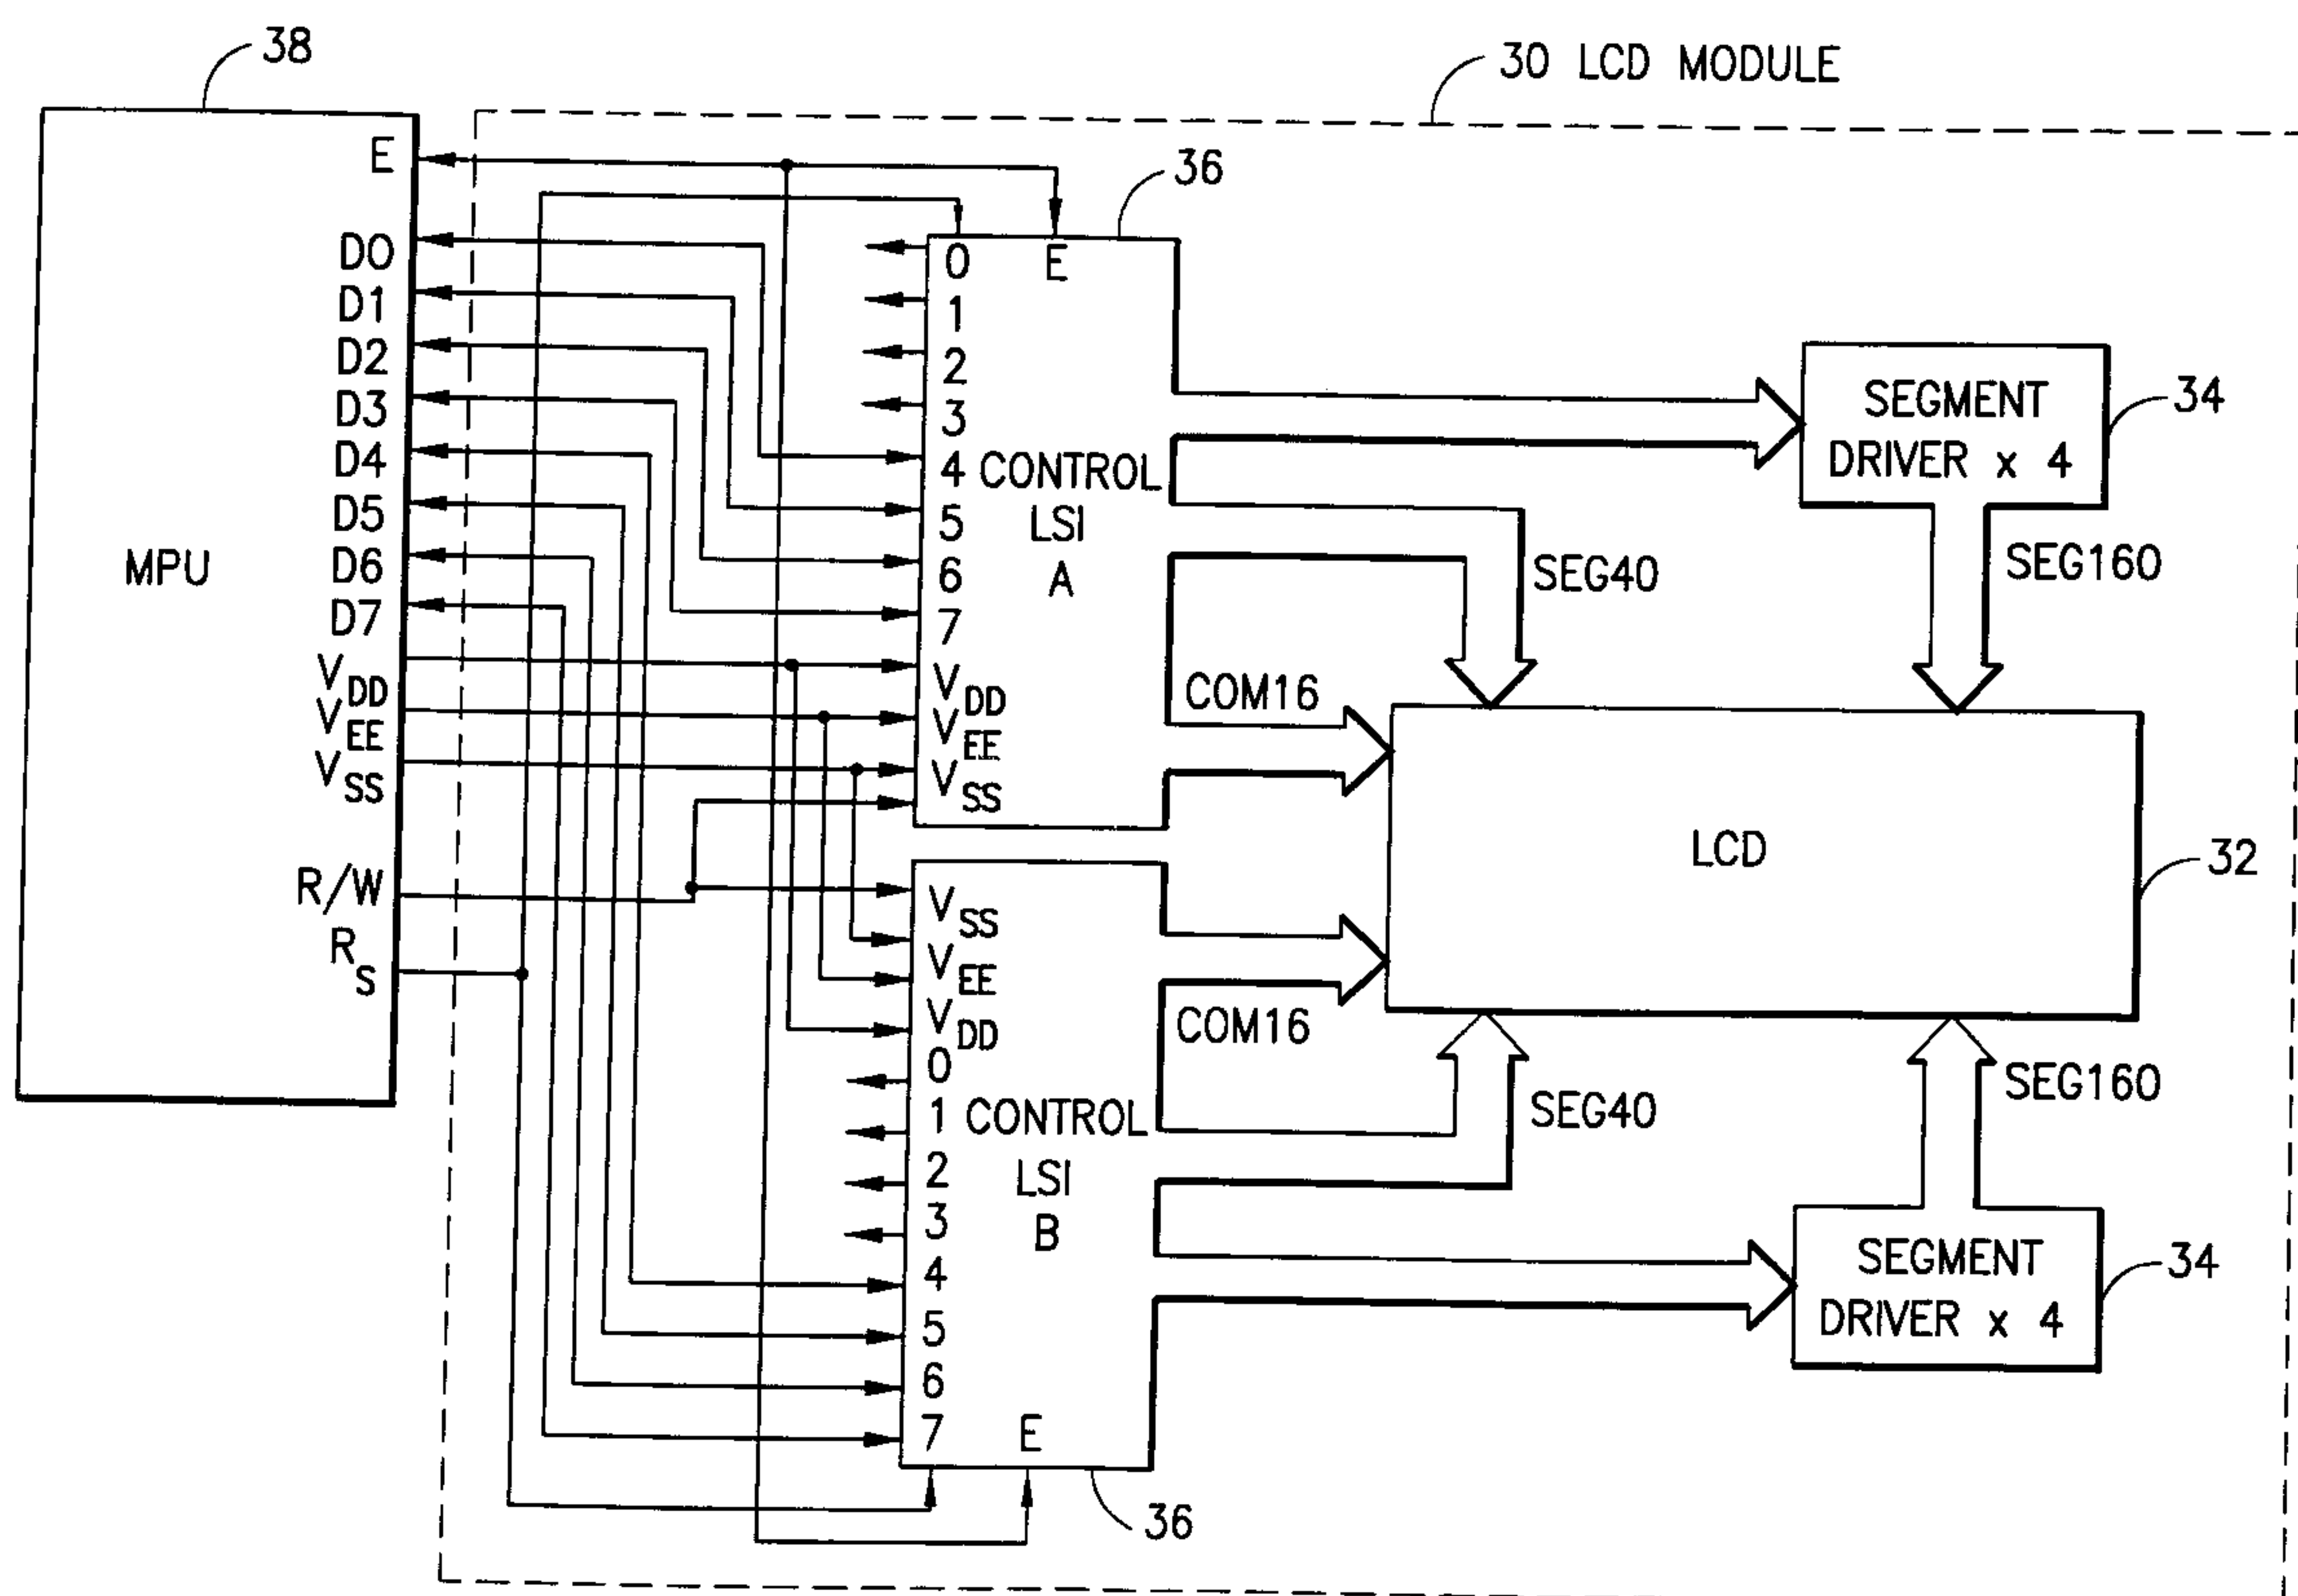 38
30 LCD MODULE
MPU
E
D0
D1
D2
D3
D4
D5
D6
D7
VDD
VEE
VSS
R/W
RS
36
0 E
1
2
3
4 CONTROL
5 LSI
6 A
7
VDD
VEE
VSS
VSS
VEE
VDD
0
1 CONTROL
2 LSI
3 B
4
5
6
7 E
36
SEGMENT
DRIVER x 4
34
SEG40
SEG160
COM16
LCD
32
COM16
SEG40
SEG160
SEGMENT
DRIVER x 4
34